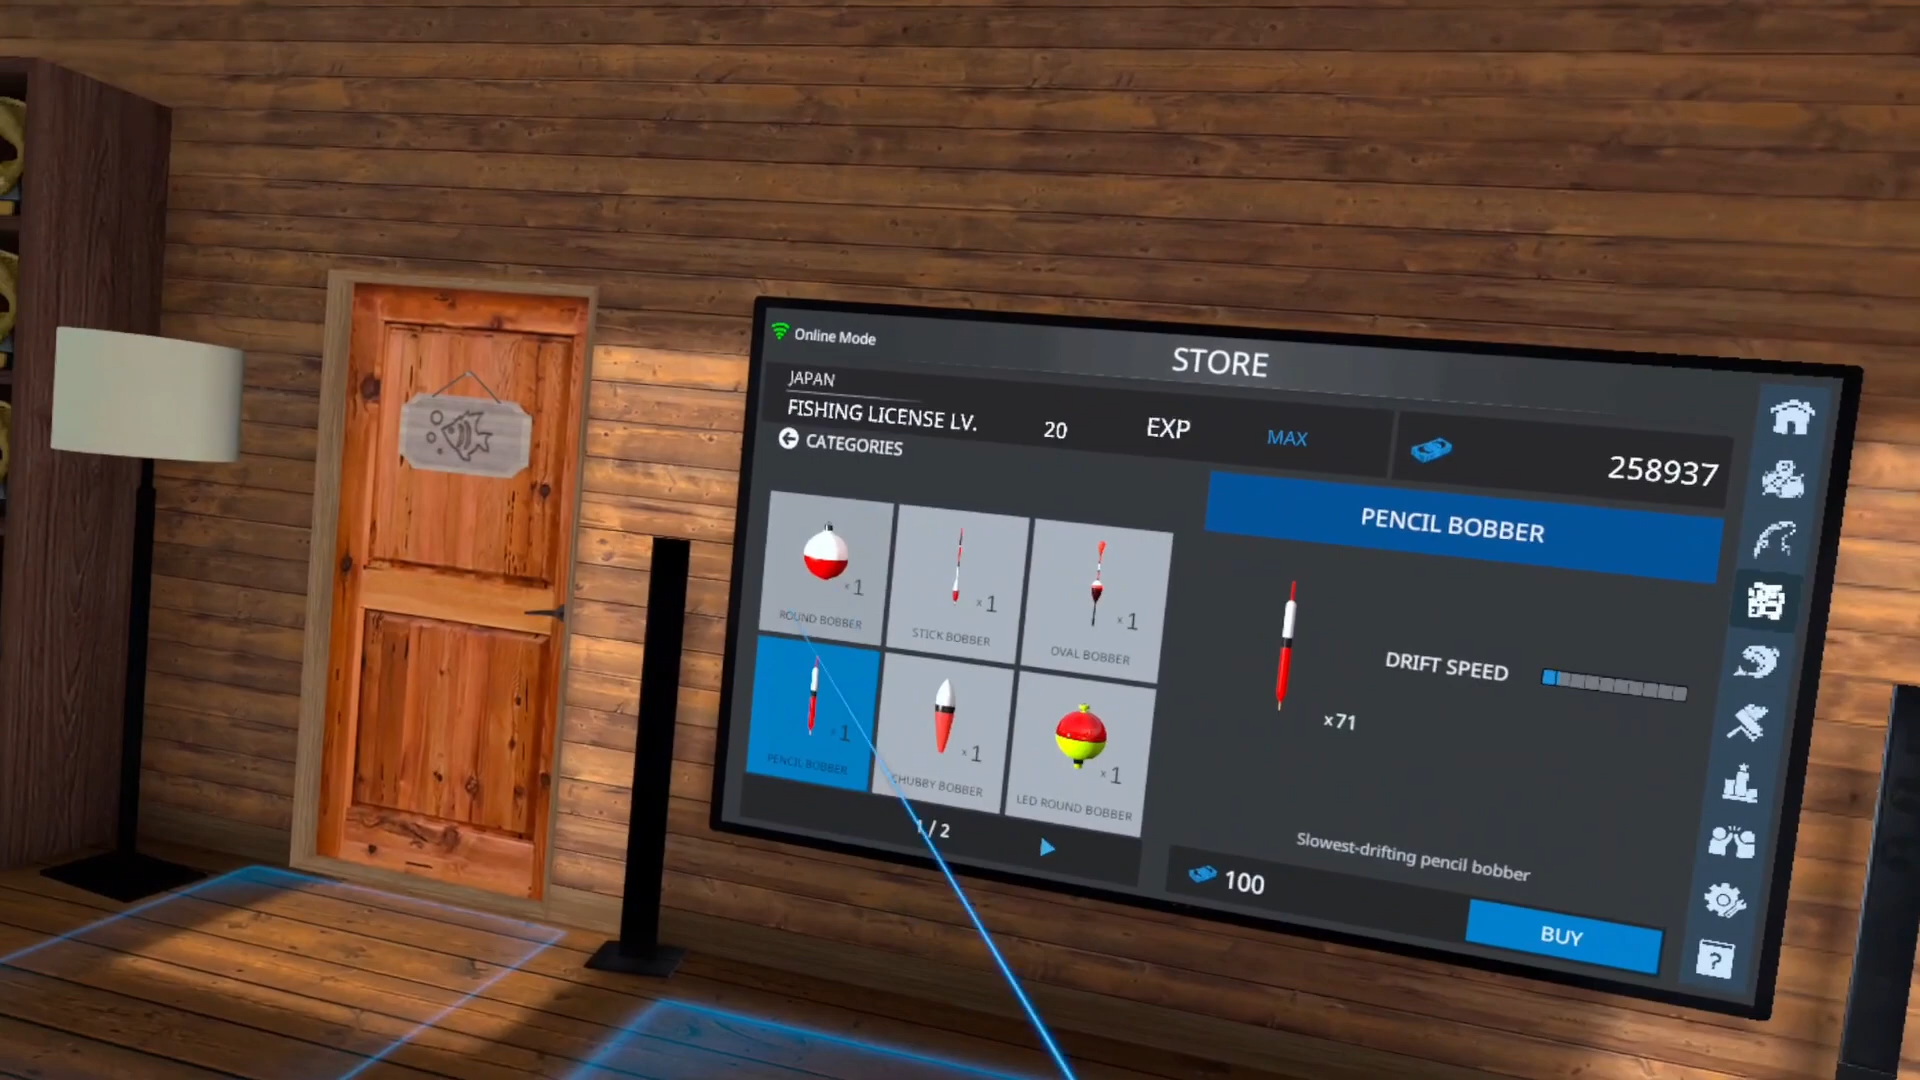 Online Mode
STORE
JAPAN
FISHING LICENSE LV. 20 EXP MAX
258937
CATEGORIES
PENCIL BOBBER
×1
ROUND BOBBER
×1
STICK BOBBER
×1
OVAL BOBBER
×1
PENCIL BOBBER
×1
CHUBBY BOBBER
×1
LED ROUND BOBBER
1 / 2
DRIFT SPEED
×71
Slowest-drifting pencil bobber
100
BUY
?